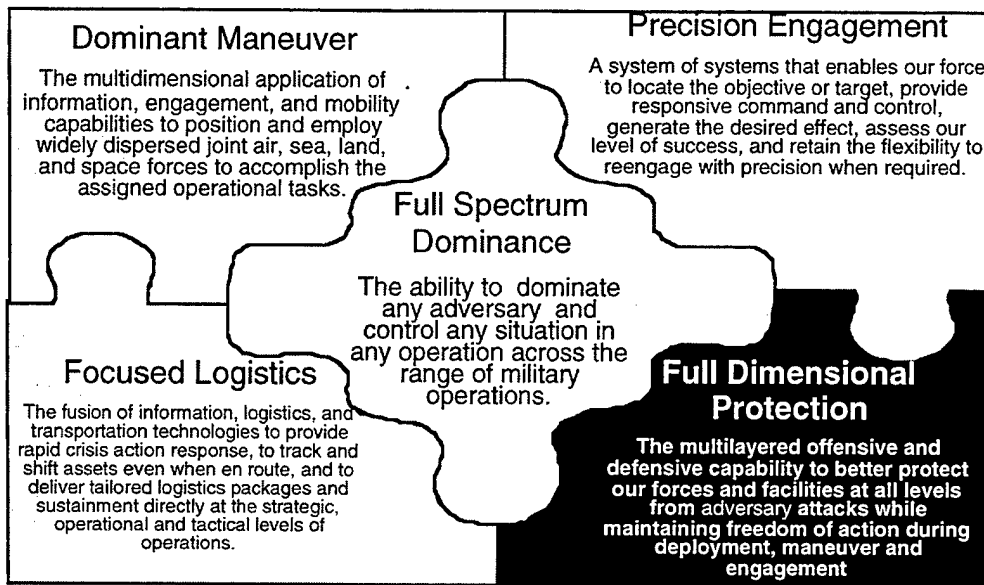 Dominant Maneuver
The multidimensional application of
information, engagement, and mobility
capabilities to position and employ
widely dispersed joint air, sea, land,
and space forces to accomplish the
assigned operational tasks.
Precision Engagement
A system of systems that enables our force
to locate the objective or target, provide
responsive command and control,
generate the desired effect, assess our
level of success, and retain the flexibility to
reengage with precision when required.
Full Spectrum
Dominance
The ability to dominate
any adversary and
control any situation in
any operation across the
range of military
operations.
Focused Logistics
The fusion of information, logistics, and
transportation technologies to provide
rapid crisis action response, to track and
shift assets even when en route, and to
deliver tailored logistics packages and
sustainment directly at the strategic,
operational and tactical levels of
operations.
Full Dimensional
Protection
The multilayered offensive and
defensive capability to better protect
our forces and facilities at all levels
from adversary attacks while
maintaining freedom of action during
deployment, maneuver and
engagement